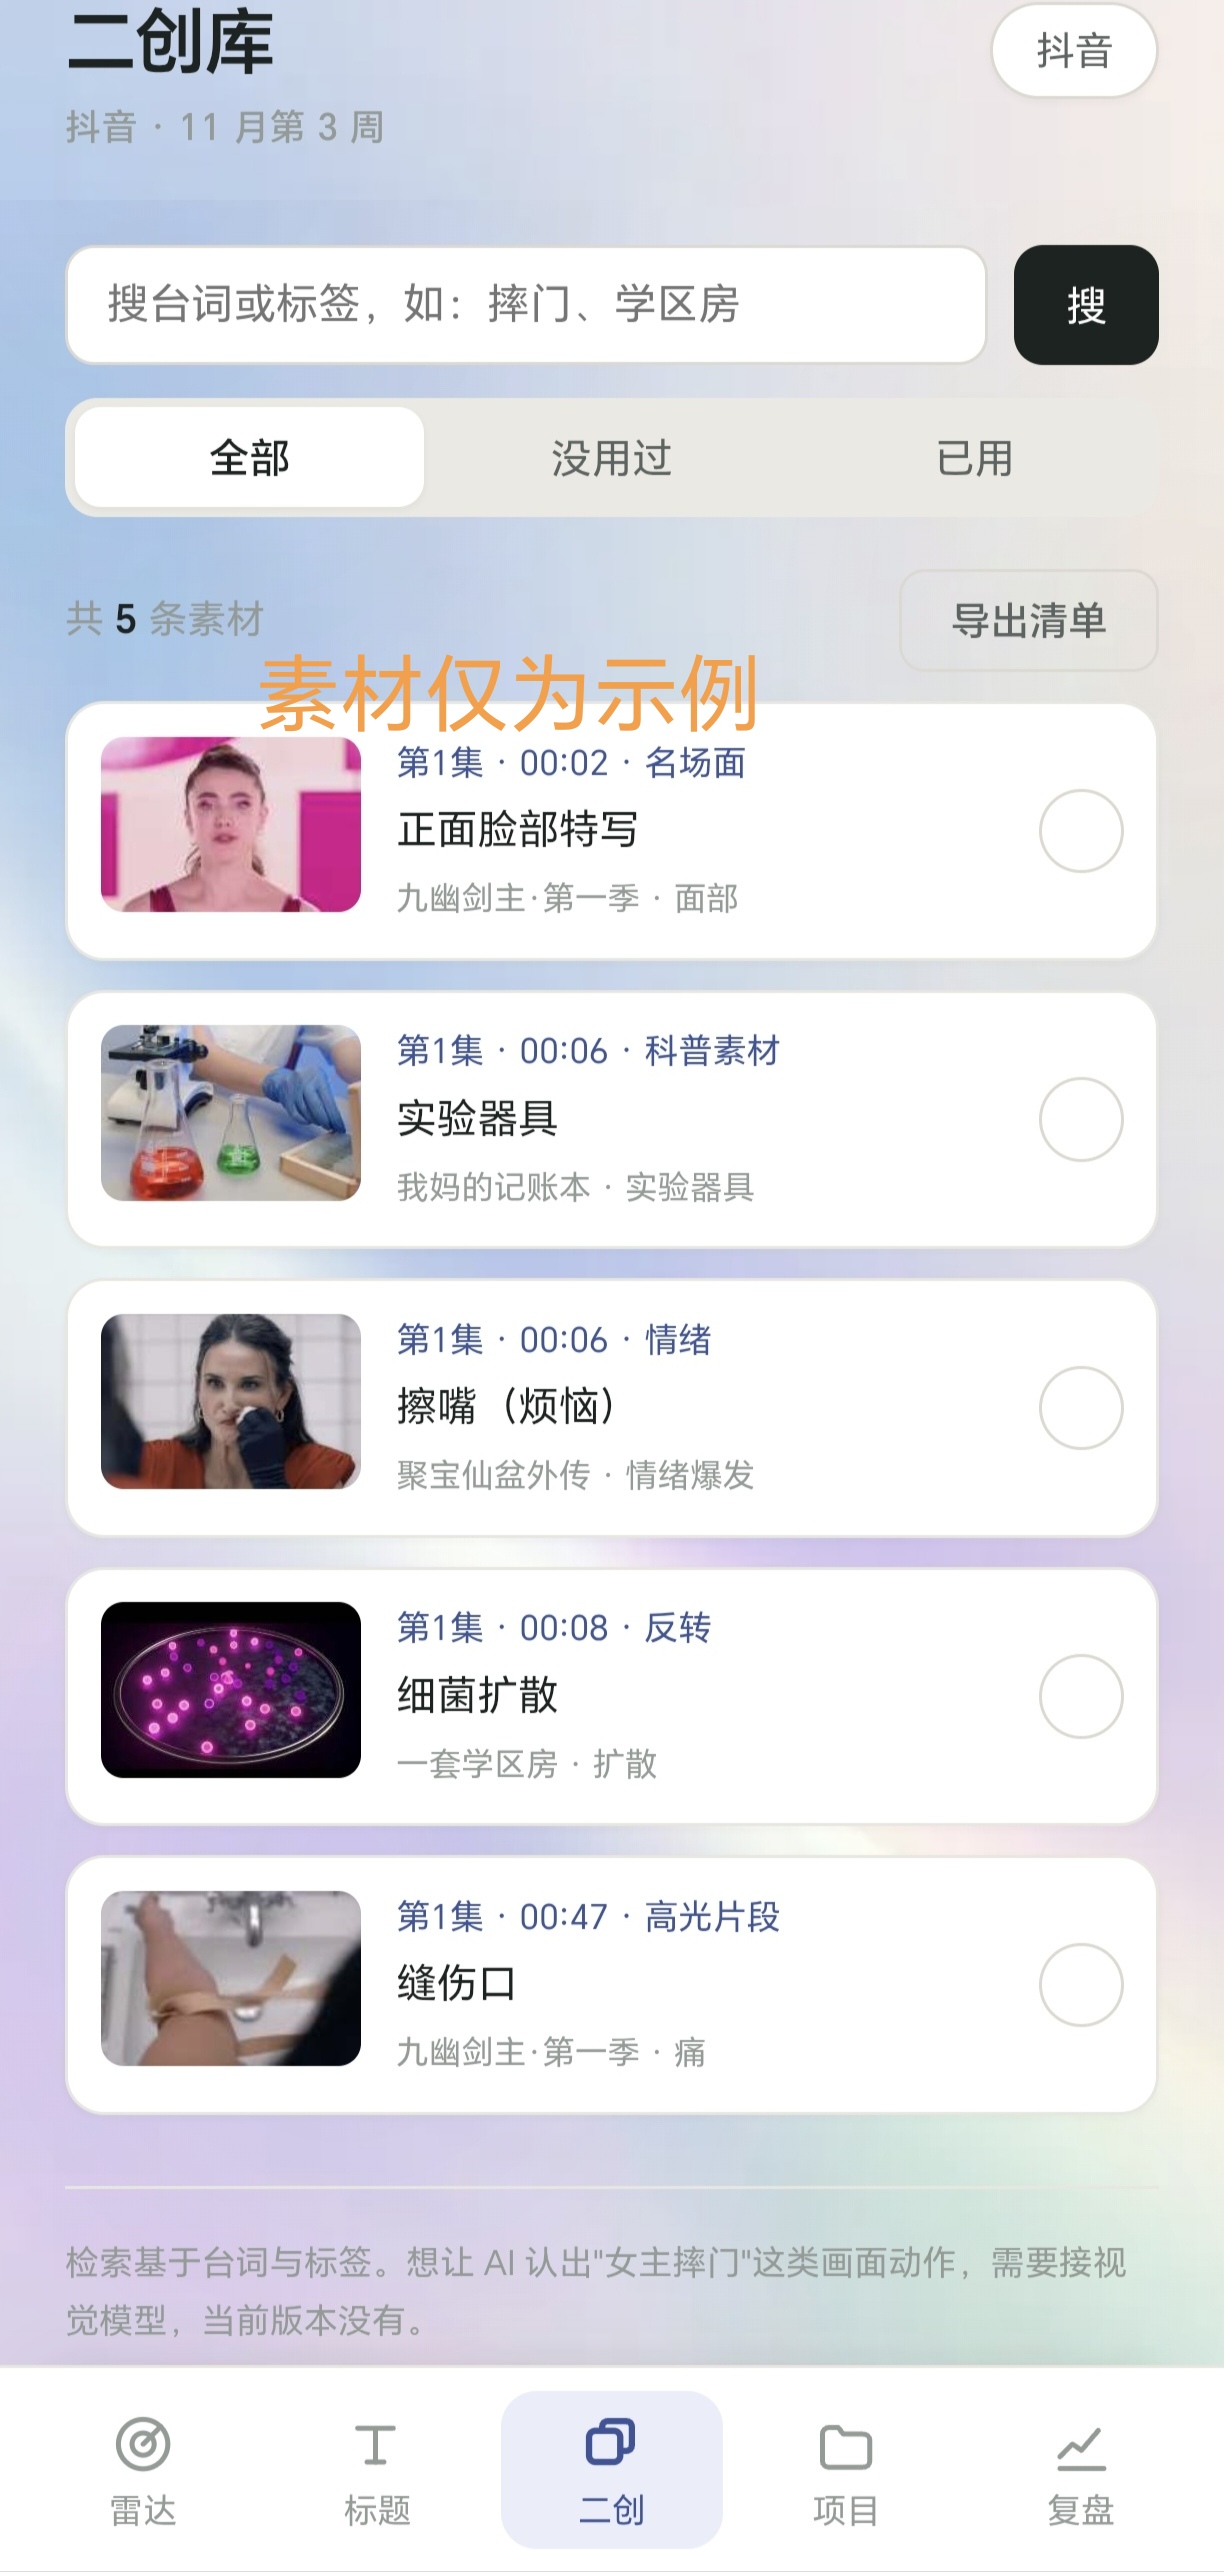 二创库
抖音
抖音 · 11 月第 3 周
搜台词或标签，如：摔门、学区房
搜
全部
没用过
已用
共 5 条素材
导出清单
素材仅为示例
第1集 · 00:02 · 名场面
正面脸部特写
九幽剑主·第一季 · 面部
第1集 · 00:06 · 科普素材
实验器具
我妈的记账本 · 实验器具
第1集 · 00:06 · 情绪
擦嘴（烦恼）
聚宝仙盆外传 · 情绪爆发
第1集 · 00:08 · 反转
细菌扩散
一套学区房 · 扩散
第1集 · 00:47 · 高光片段
缝伤口
九幽剑主·第一季 · 痛
检索基于台词与标签。想让 AI 认出"女主摔门"这类画面动作，需要接视
觉模型，当前版本没有。
雷达
标题
二创
项目
复盘